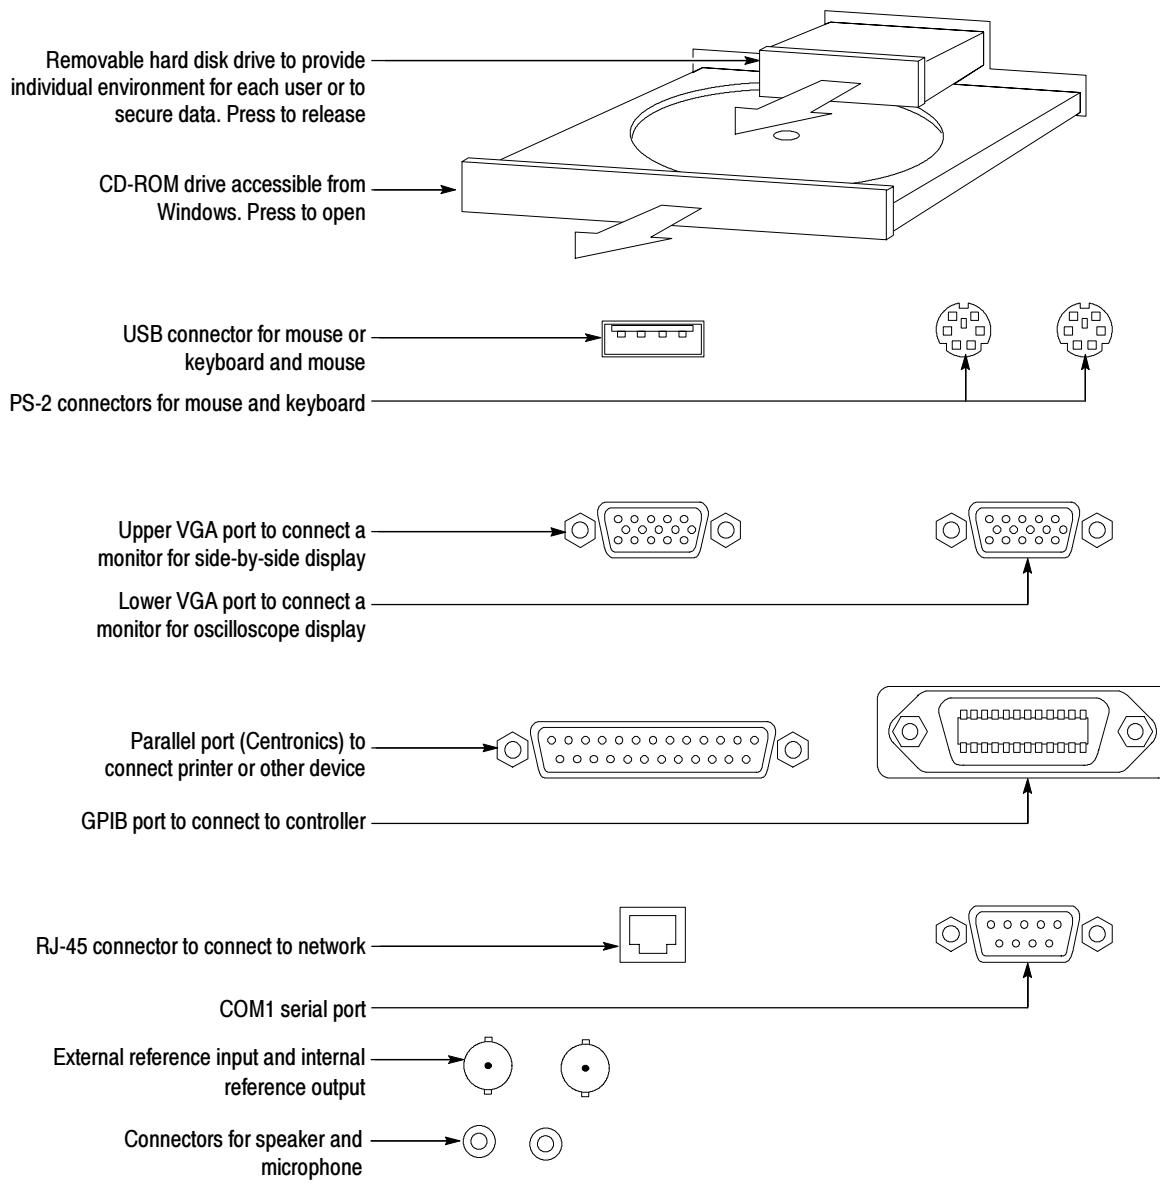 Removable hard disk drive to provide
individual environment for each user or to
secure data. Press to release
CD-ROM drive accessible from
Windows. Press to open
USB connector for mouse or
keyboard and mouse
PS-2 connectors for mouse and keyboard
Upper VGA port to connect a
monitor for side-by-side display
Lower VGA port to connect a
monitor for oscilloscope display
Parallel port (Centronics) to
connect printer or other device
GPIB port to connect to controller
RJ-45 connector to connect to network
COM1 serial port
External reference input and internal
reference output
Connectors for speaker and
microphone